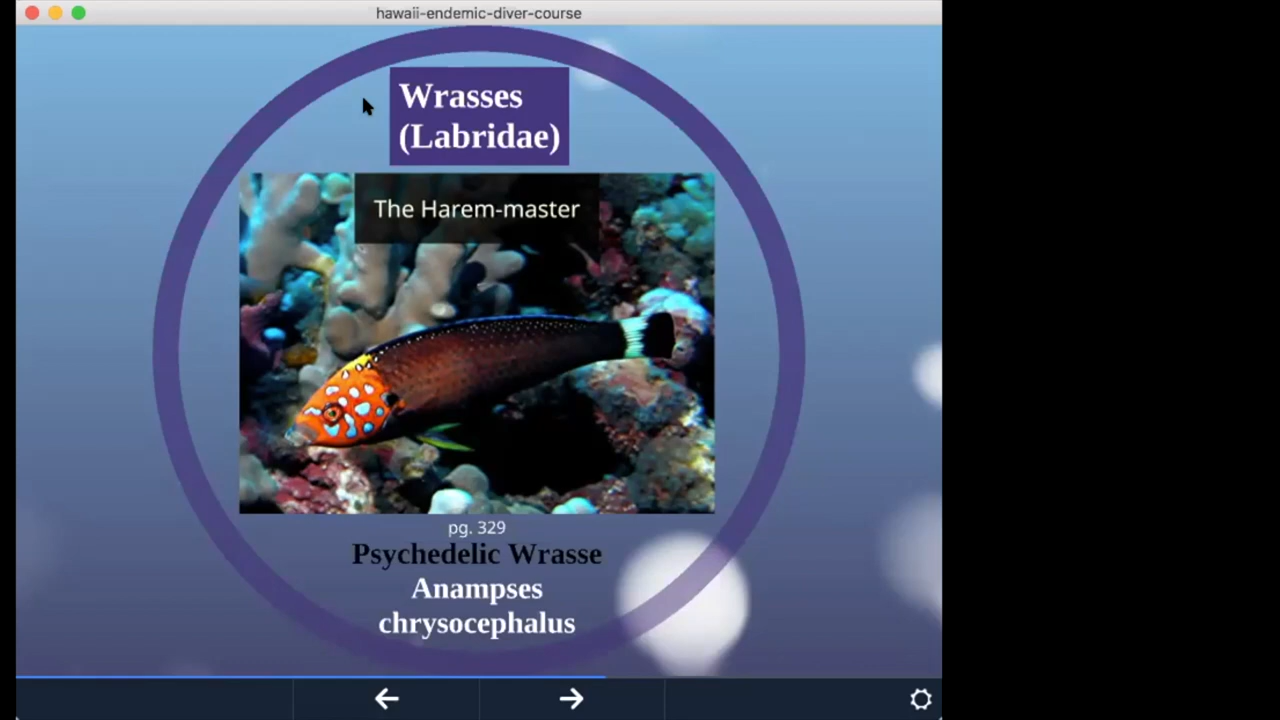 hawaii-endemic-diver-course
Wrasses
(Labridae)
The Harem-master
pg. 329
Psychedelic Wrasse
Anampses
chrysocephalus